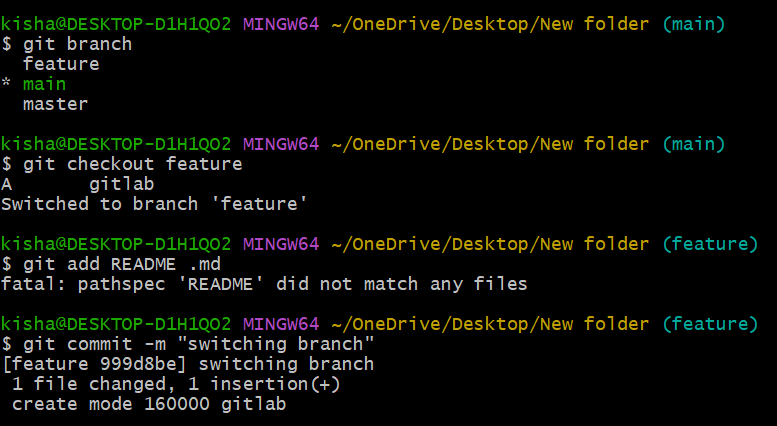 kisha@DESKTOP-D1H1QO2 MINGW64 ~/OneDrive/Desktop/New folder (main)
$ git branch
  feature
* main
  master
kisha@DESKTOP-D1H1QO2 MINGW64 ~/OneDrive/Desktop/New folder (main)
$ git checkout feature
A       gitlab
Switched to branch 'feature'
kisha@DESKTOP-D1H1QO2 MINGW64 ~/OneDrive/Desktop/New folder (feature)
$ git add README .md
fatal: pathspec 'README' did not match any files
kisha@DESKTOP-D1H1QO2 MINGW64 ~/OneDrive/Desktop/New folder (feature)
$ git commit -m "switching branch"
[feature 999d8be] switching branch
 1 file changed, 1 insertion(+)
 create mode 160000 gitlab